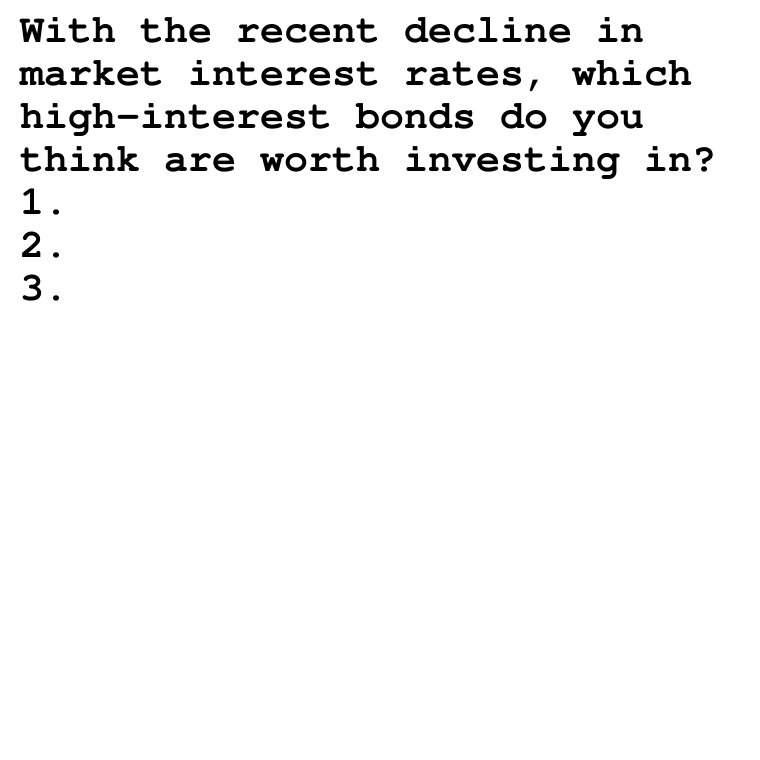 With the recent decline in
market interest rates, which
high-interest bonds do you
think are worth investing in?
1.
2.
3.